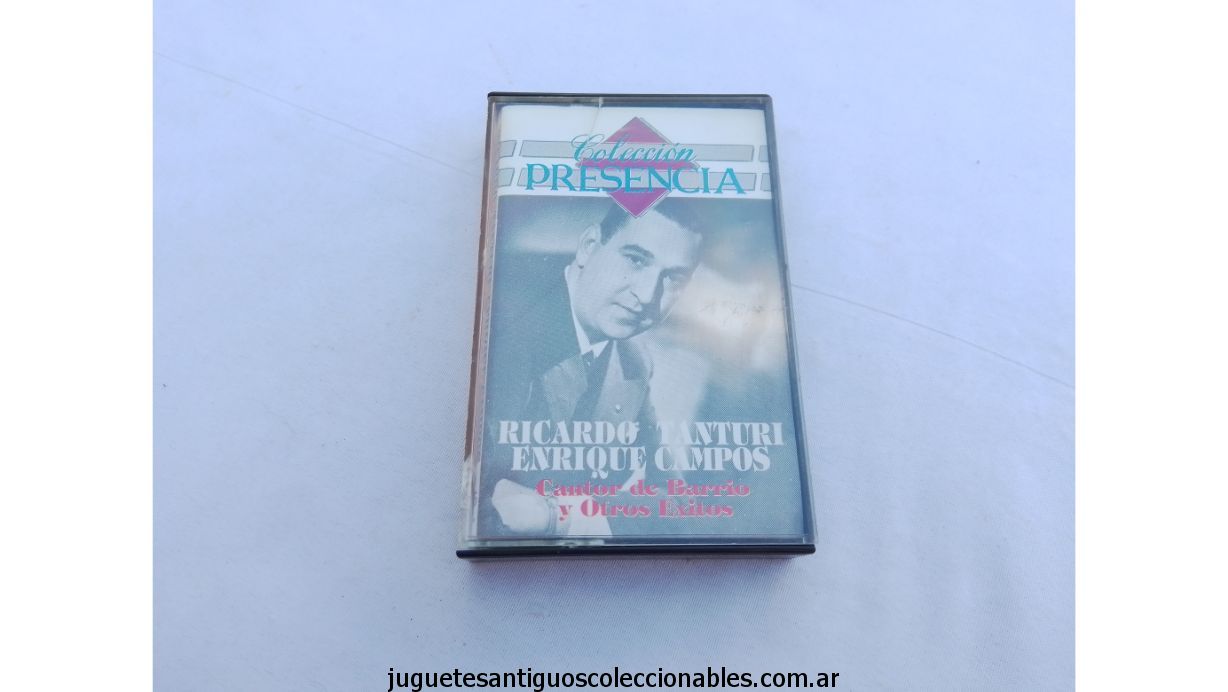 Colección
PRESENCIA
RICARDO TANTURI
ENRIQUE CAMPOS
Cantor de Barrio
y Otros Exitos
juguetesantiguoscoleccionables.com.ar